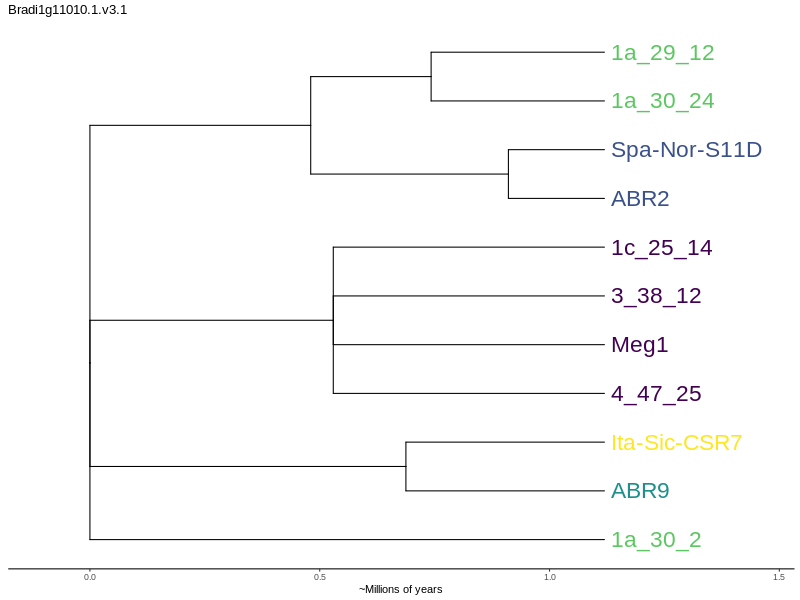 Bradi1g11010.1.v3.1
1a_29_12
1a_30_24
Spa-Nor-S11D
ABR2
1c_25_14
3_38_12
Meg1
4_47_25
Ita-Sic-CSR7
ABR9
1a_30_2
0.0 0.5 1.0 1.5
~Millions of years